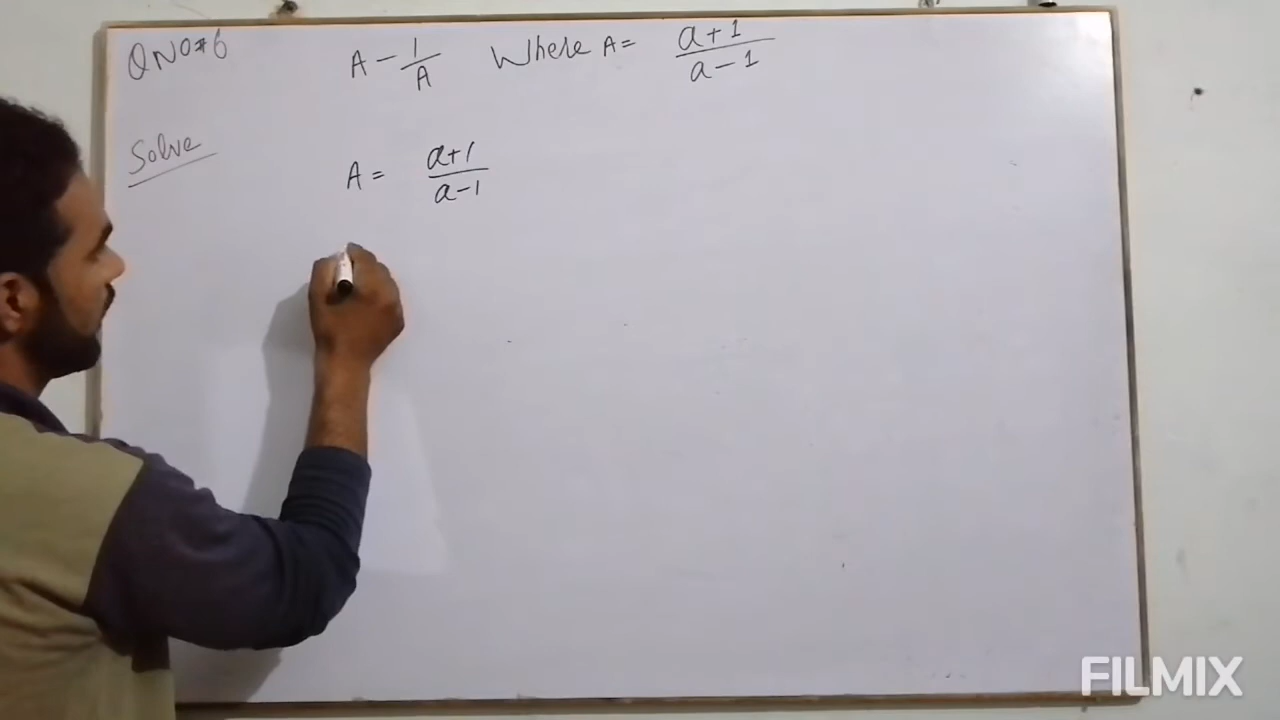 QNO#6 A - 1/A Where A = a+1/a-1
Solve
A = a+1/a-1
FILMIX